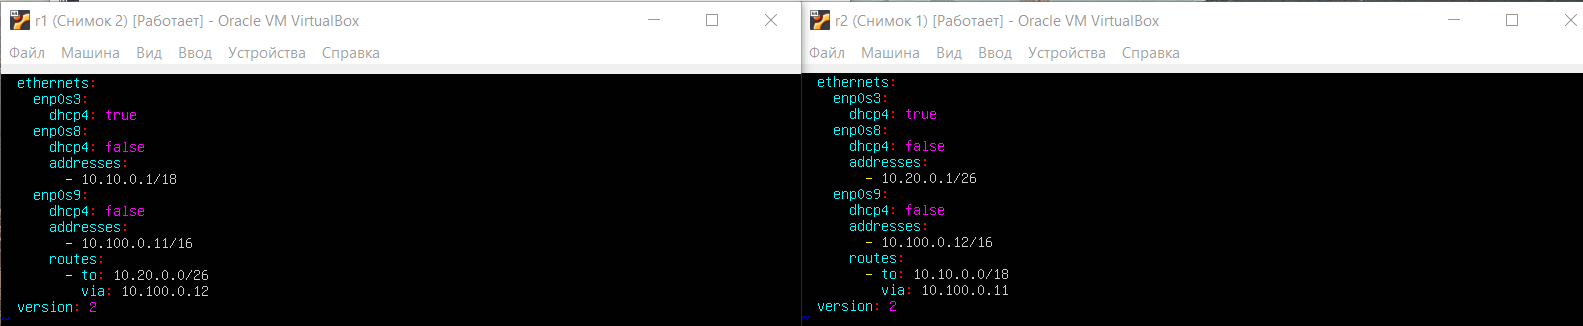 r1 (Снимок 2) [Работает] - Oracle VM VirtualBox
Файл Машина Вид Ввод Устройства Справка
ethernets:
enp0s3:
dhcp4: true
enp0s8:
dhcp4: false
addresses:
- 10.10.0.1/18
enp0s9:
dhcp4: false
addresses:
- 10.100.0.11/16
routes:
- to: 10.20.0.0/26
via: 10.100.0.12
version: 2
~
r2 (Снимок 1) [Работает] - Oracle VM VirtualBox
Файл Машина Вид Ввод Устройства Справка
ethernets:
enp0s3:
dhcp4: true
enp0s8:
dhcp4: false
addresses:
- 10.20.0.1/26
enp0s9:
dhcp4: false
addresses:
- 10.100.0.12/16
routes:
- to: 10.10.0.0/18
via: 10.100.0.11
version: 2
~